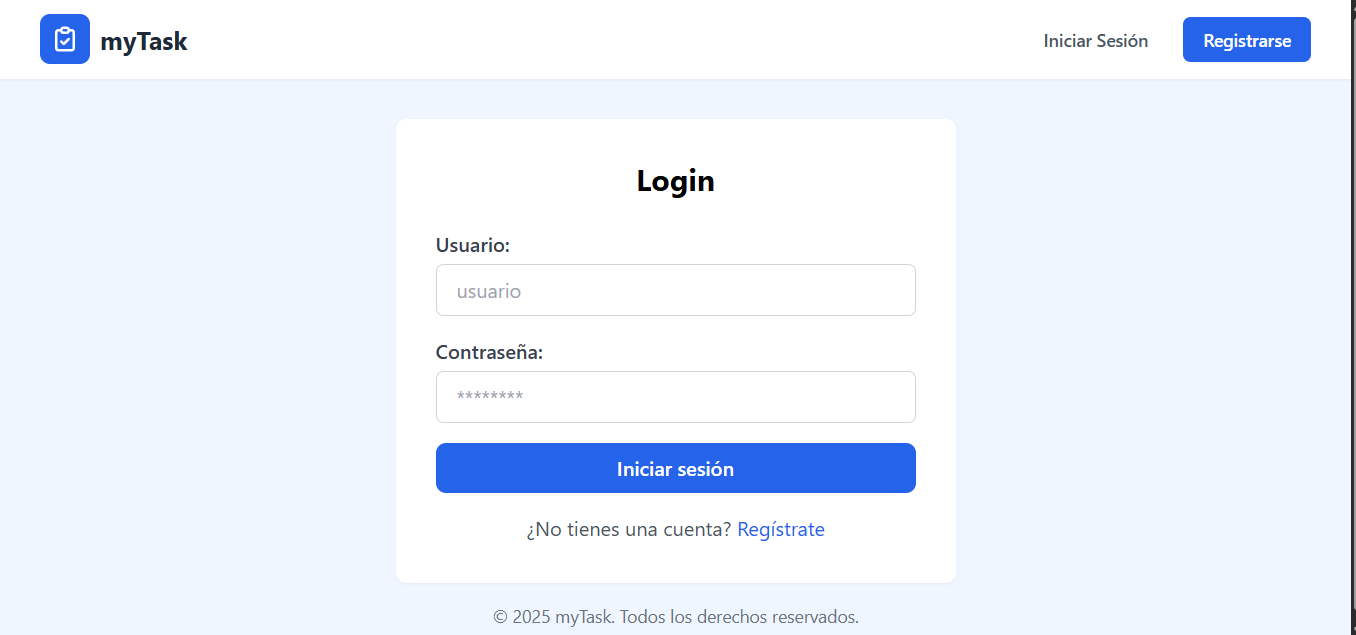 myTask
Iniciar Sesión
Registrarse
Login
Usuario:
usuario
Contraseña:
********
Iniciar sesión
¿No tienes una cuenta? Regístrate
© 2025 myTask. Todos los derechos reservados.